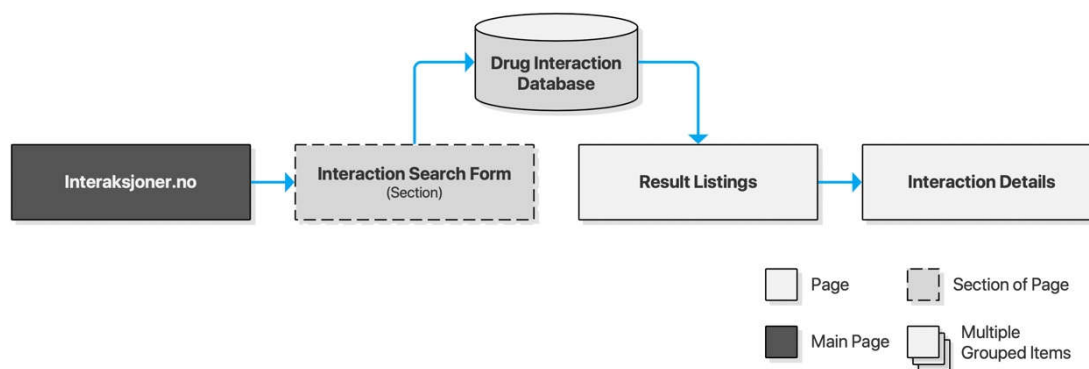 Drug Interaction
Database
Interaksjoner.no
Interaction Search Form
(Section)
Result Listings
Interaction Details
Page
Section of Page
Main Page
Multiple
Grouped Items